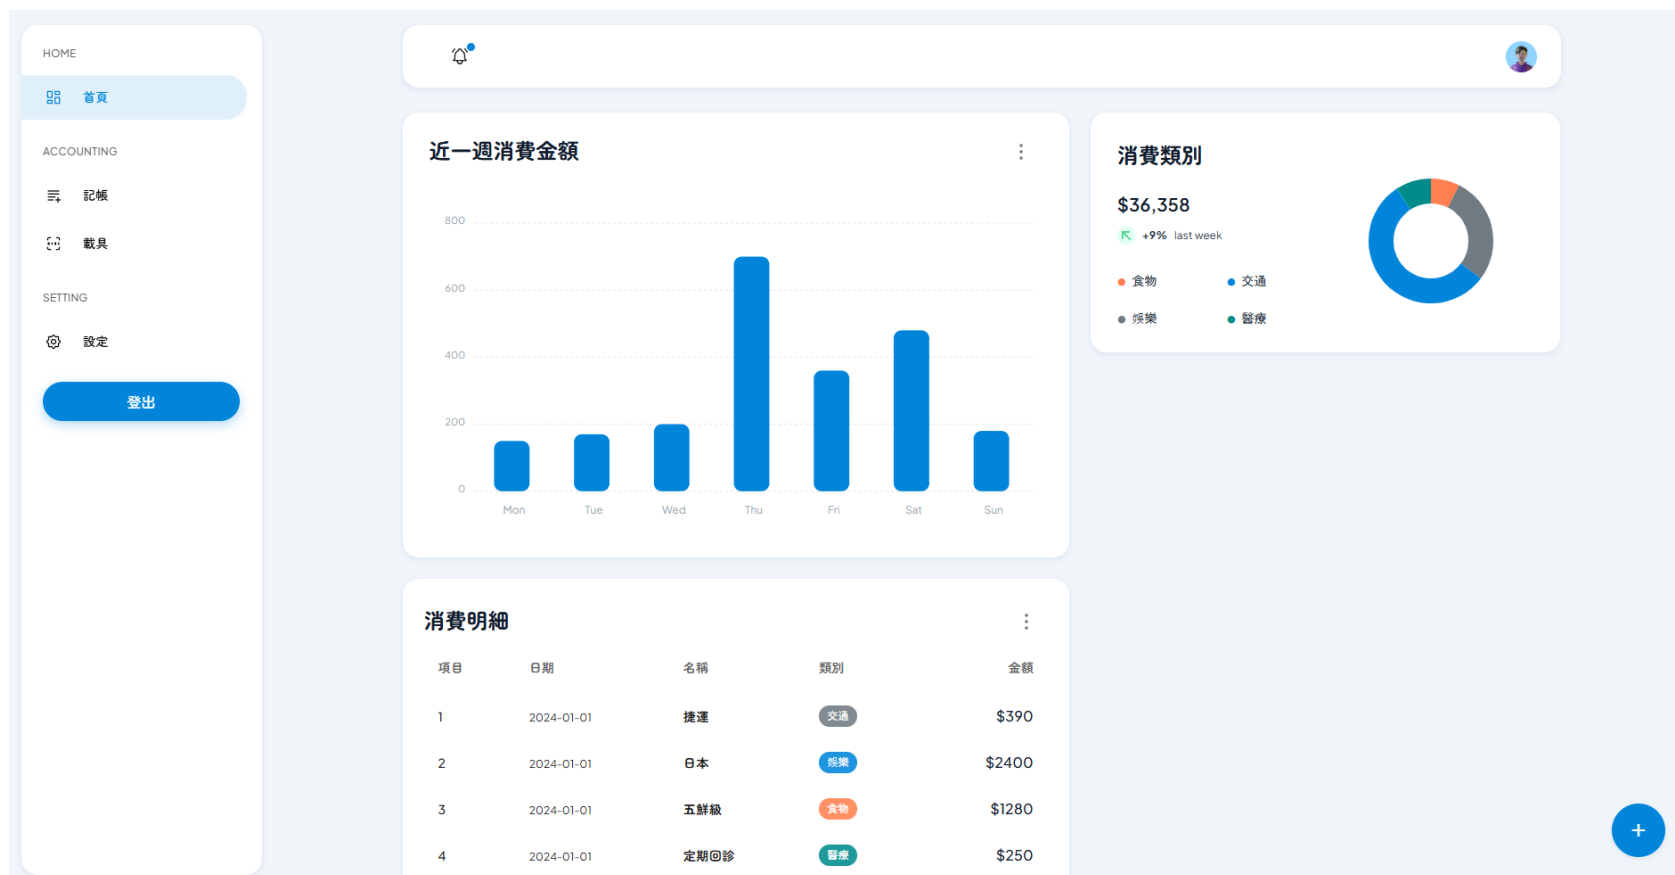 HOME
首頁
ACCOUNTING
記帳
載具
SETTING
設定
登出
近一週消費金額
800
600
400
200
0
Mon Tue Wed Thu Fri Sat Sun
消費類別
$36,358
+9% last week
食物 交通
娛樂 醫療
消費明細
項目 日期 名稱 類別 金額
1 2024-01-01 捷運 交通 $390
2 2024-01-01 日本 娛樂 $2400
3 2024-01-01 五鮮級 食物 $1280
4 2024-01-01 定期回診 醫療 $250
+